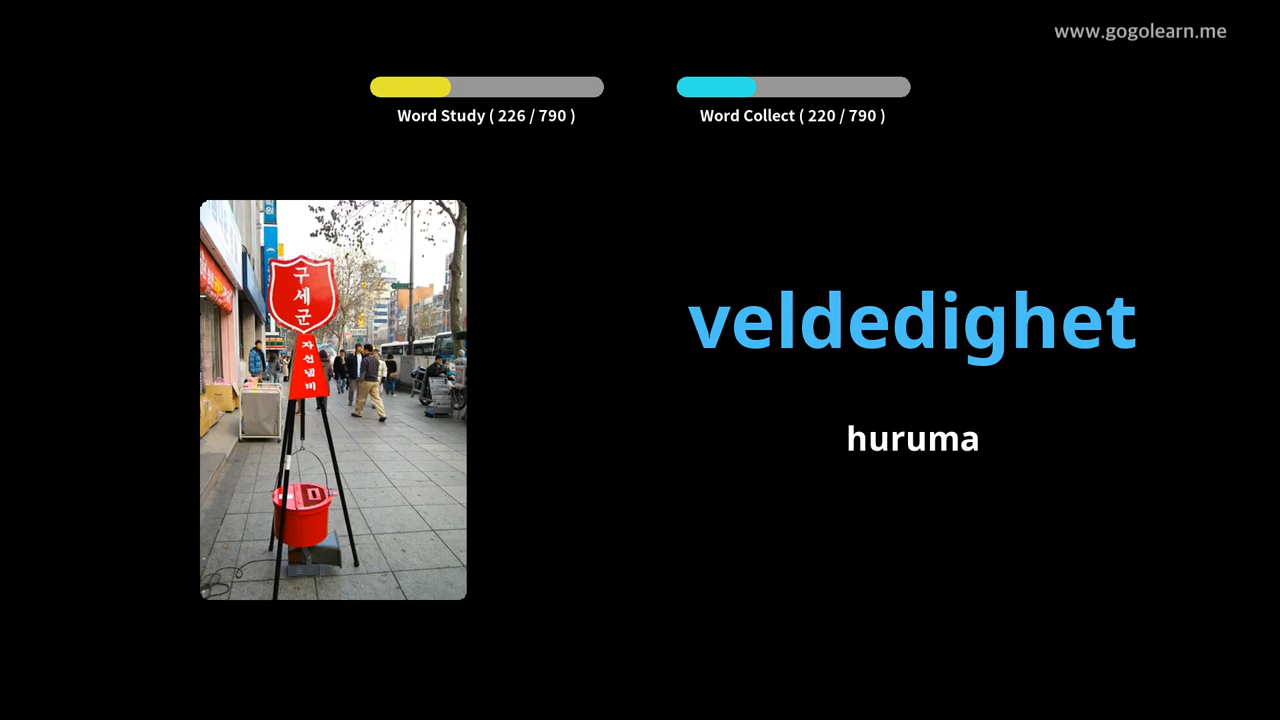 www.gogolearn.me
Word Study ( 226 / 790 )
Word Collect ( 220 / 790 )
구세군
자선냄비
veldedighet
huruma